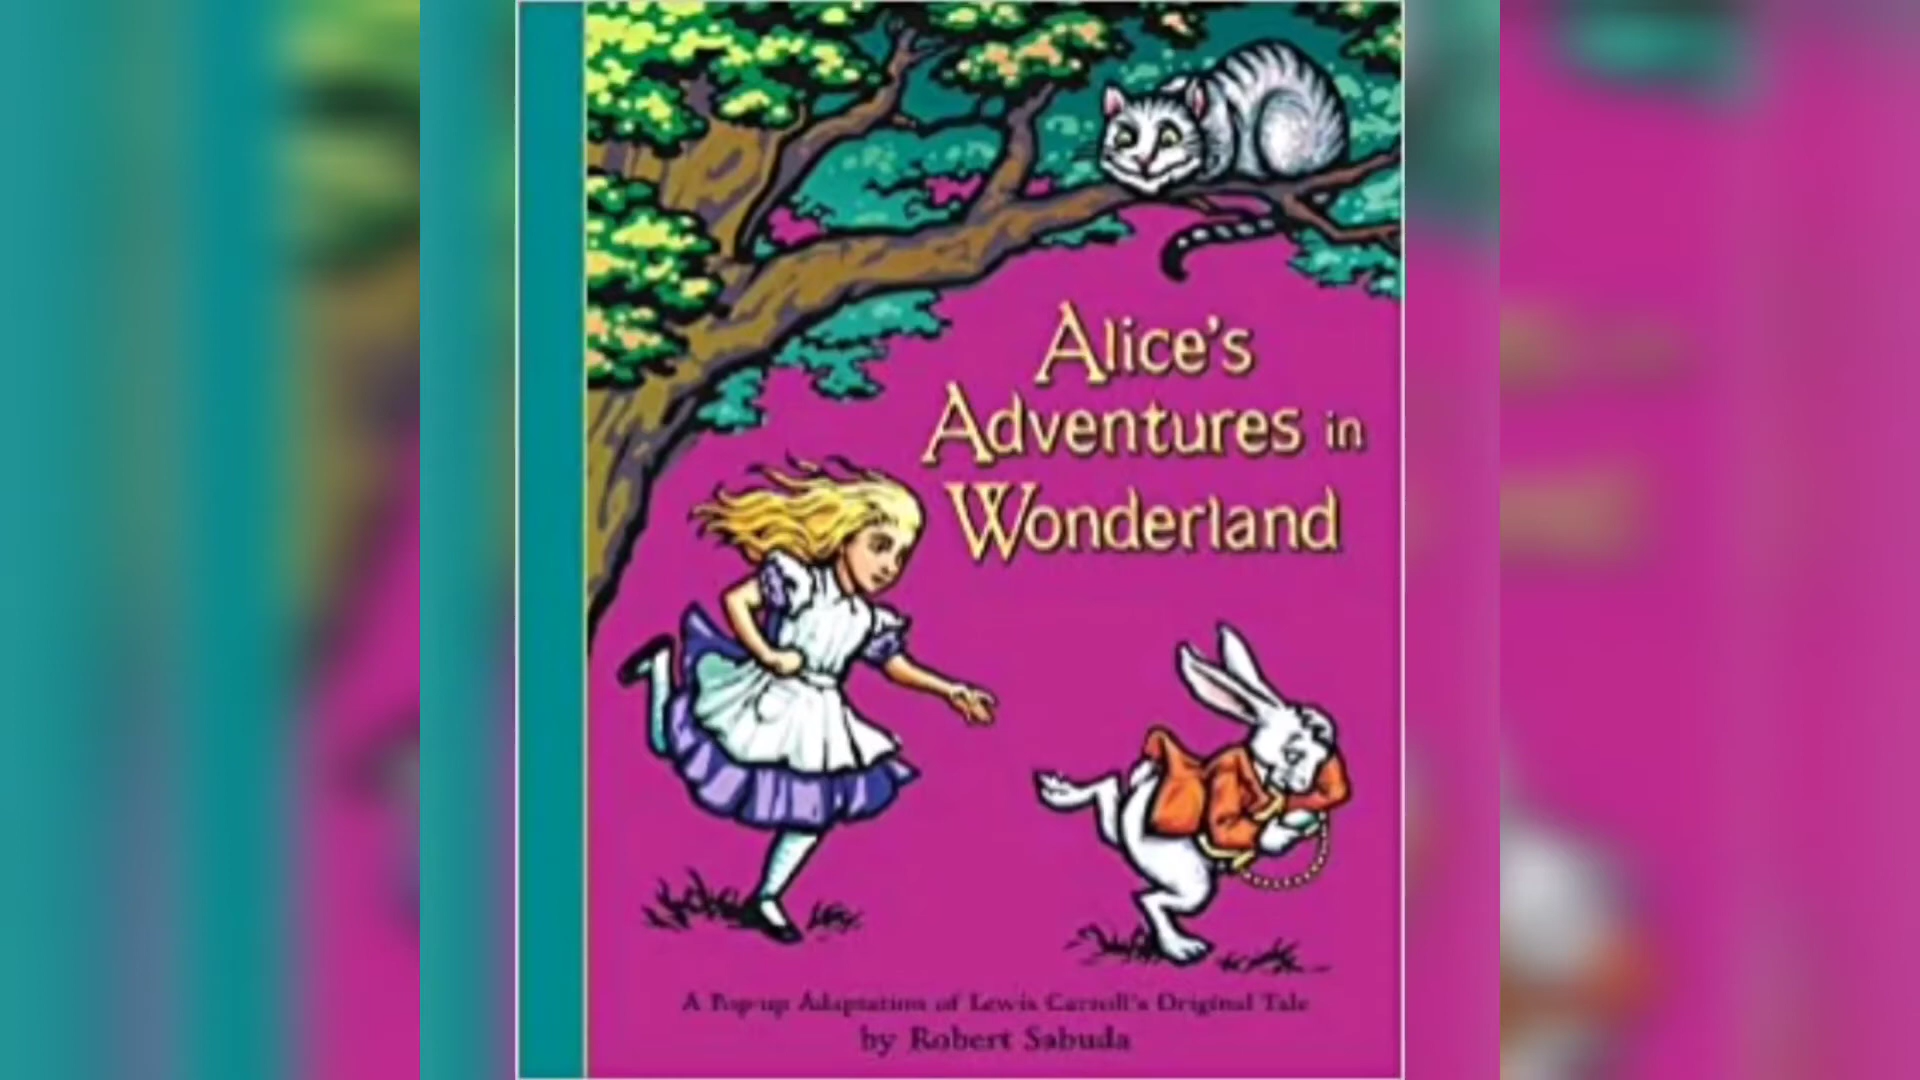 Alice's
Adventures in
Wonderland
A Pop-up Adaptation of Lewis Carroll's Original Tale
by Robert Sabuda